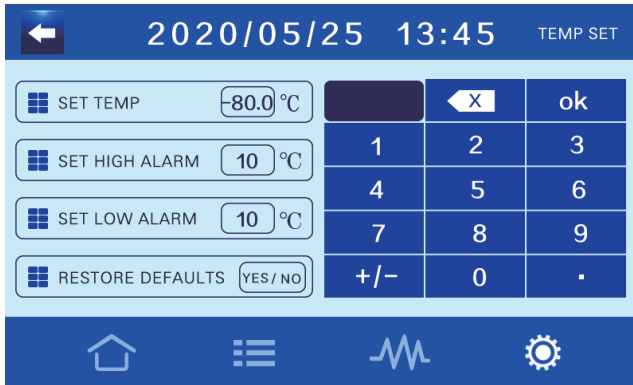 2020/05/25 13:45 TEMP SET
SET TEMP -80.0 ℃
SET HIGH ALARM 10 ℃
SET LOW ALARM 10 ℃
RESTORE DEFAULTS YES/NO
X ok
1 2 3
4 5 6
7 8 9
+/- 0 .